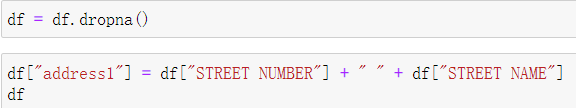 df = df.dropna()
df["address1"] = df["STREET NUMBER"] + " " + df["STREET NAME"]
df